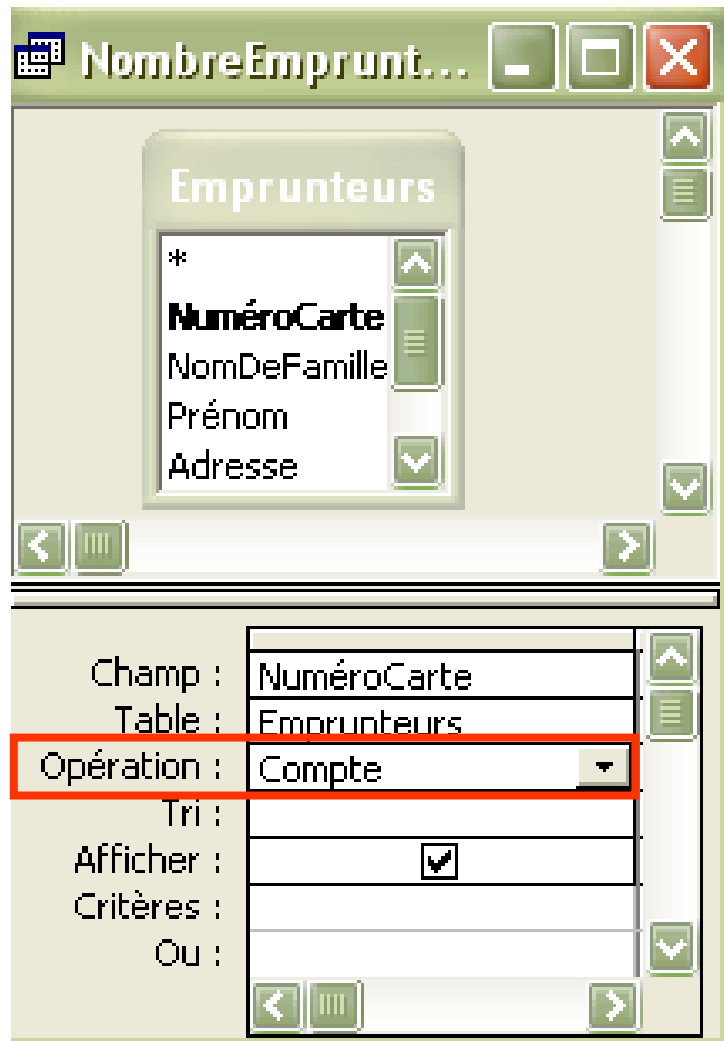 NombreEmprunt...
Emprunteurs
*
NuméroCarte
NomDeFamille
Prénom
Adresse
Champ : NuméroCarte
Table : Emprunteurs
Opération : Compte
Tri :
Afficher :
Critères :
Ou :